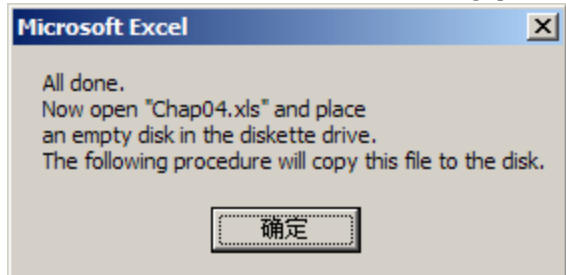 Microsoft Excel
All done.
Now open "Chap04.xls" and place
an empty disk in the diskette drive.
The following procedure will copy this file to the disk.
确定